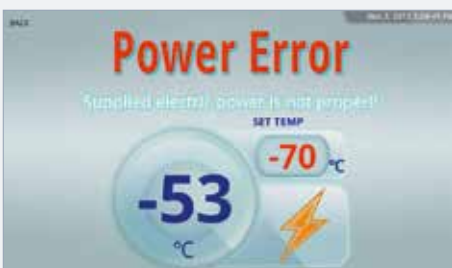 BACK
Power Error
Supplied electric power is not proper!
SET TEMP
-70 °C
-53
°C